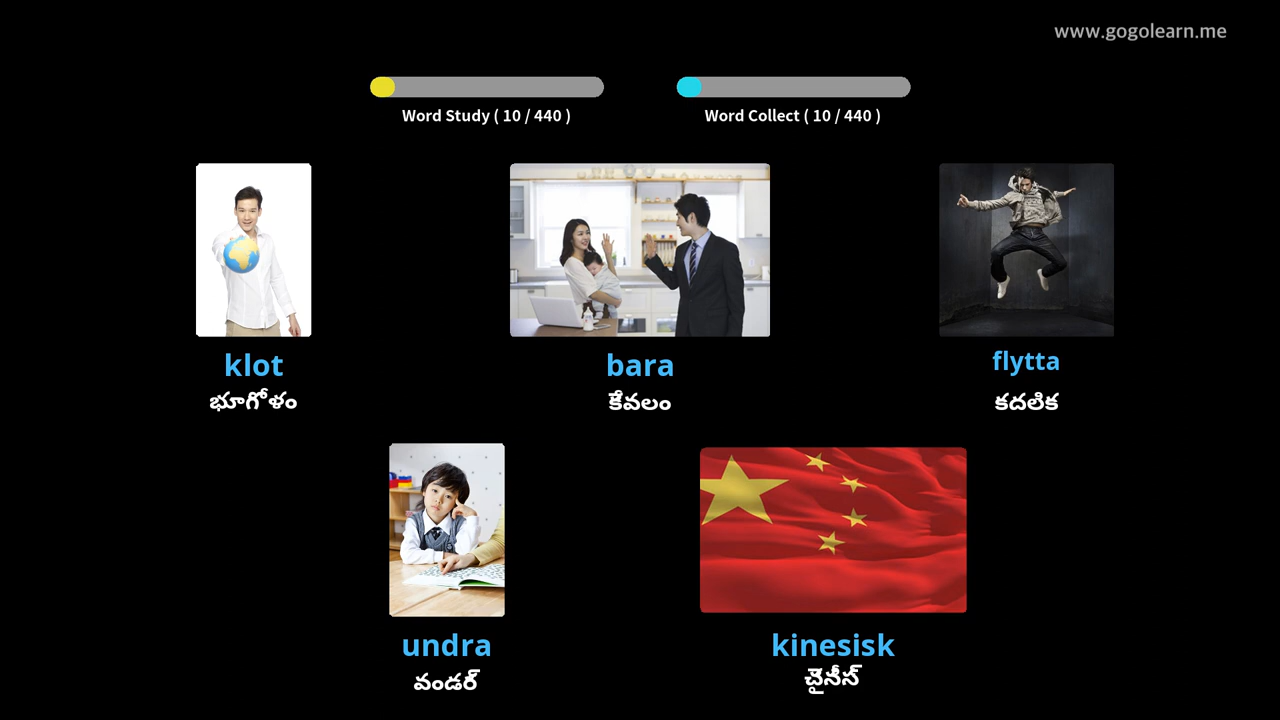 www.gogolearn.me
Word Study ( 10 / 440 )
Word Collect ( 10 / 440 )
klot
భూగోళం
bara
కేవలం
flytta
కదలిక
undra
వండర్
kinesisk
చైనీస్